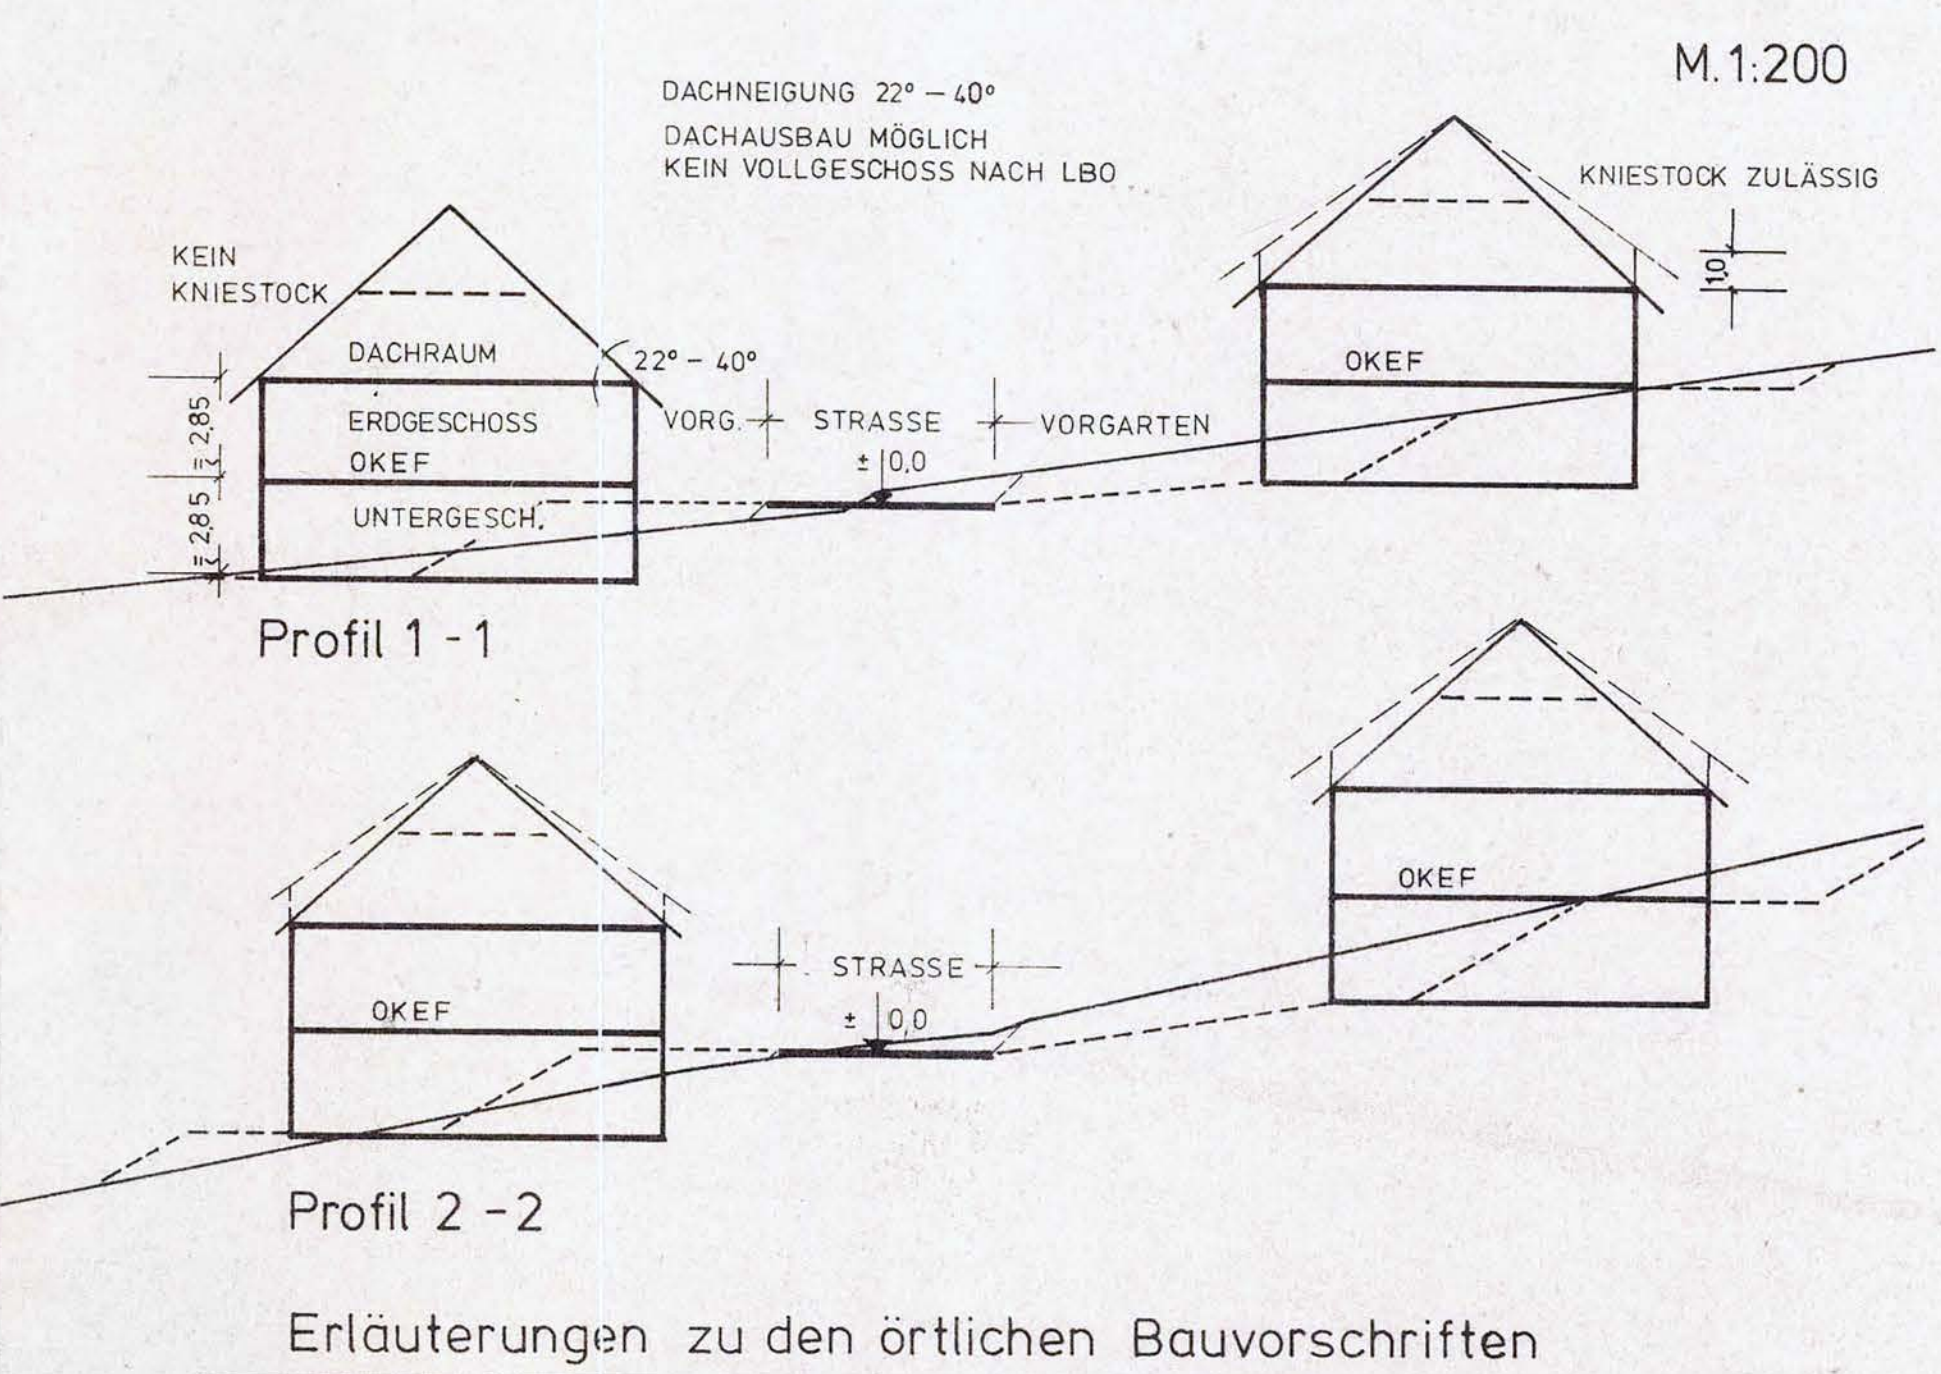 M. 1:200
DACHNEIGUNG 22° – 40°
DACHAUSBAU MÖGLICH
KEIN VOLLGESCHOSS NACH LBO
KNIESTOCK ZULÄSSIG
1,0
KEIN
KNIESTOCK
DACHRAUM
22° – 40°
ERDGESCHOSS
OKEF
UNTERGESCH.
≦ 2,85
≦ 2,85
VORG.
STRASSE
VORGARTEN
± 0,0
OKEF
Profil 1 - 1
OKEF
STRASSE
± 0,0
OKEF
Profil 2 - 2
Erläuterungen zu den örtlichen Bauvorschriften